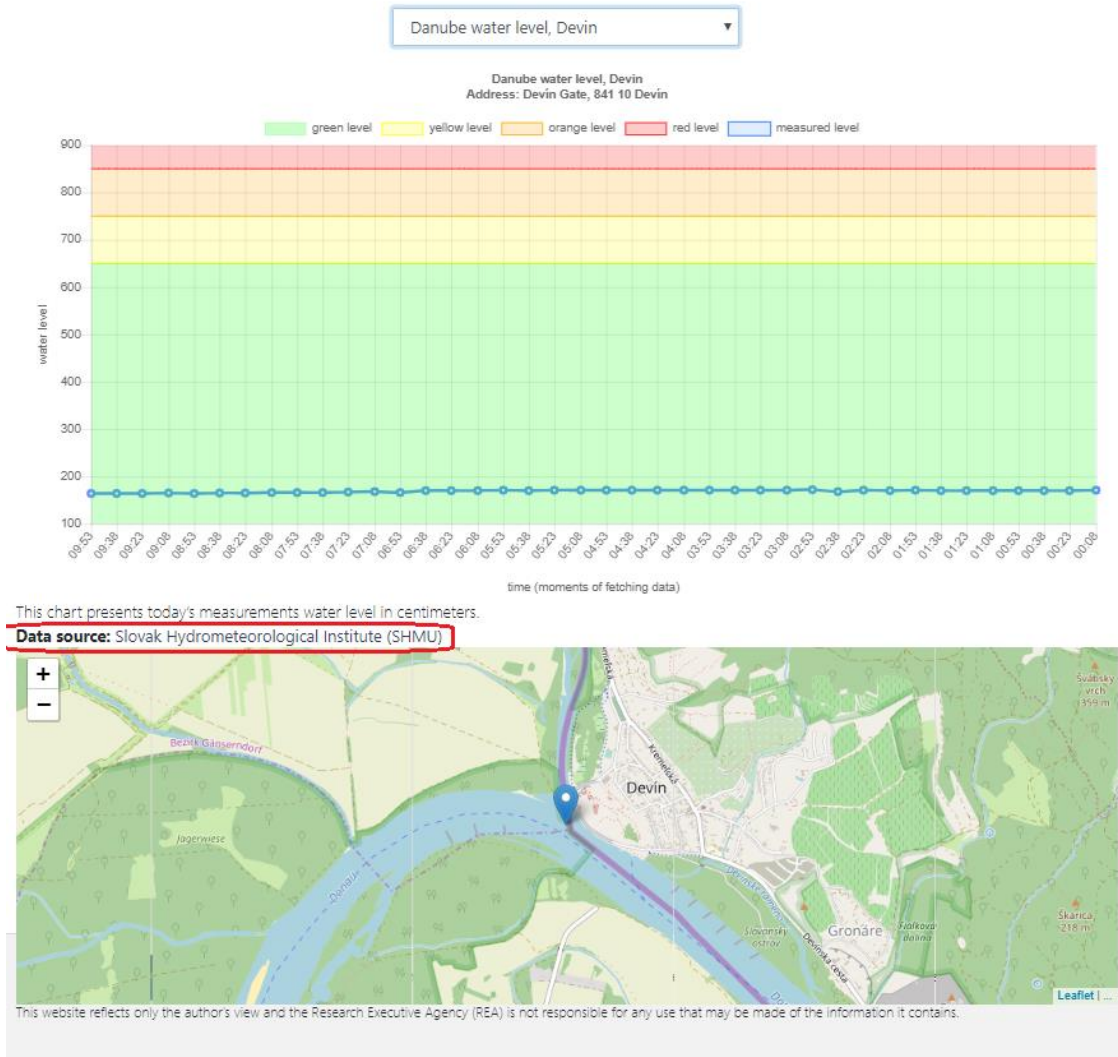 Danube water level, Devin
Danube water level, Devin
Address: Devín Gate, 841 10 Devín
green level yellow level orange level red level measured level
900
800
700
600
500
400
300
200
100
water level
09:53 09:38 09:23 09:08 08:53 08:38 08:23 08:08 07:53 07:38 07:23 07:08 06:53 06:38 06:23 06:08 05:53 05:38 05:23 05:08 04:53 04:38 04:23 04:08 03:53 03:38 03:23 03:08 02:53 02:38 02:23 02:08 01:53 01:38 01:23 01:08 00:53 00:38 00:23 00:08
time (moments of fetching data)
This chart presents today's measurements water level in centimeters.
Data source: Slovak Hydrometeorological Institute (SHMU)
+
−
Švábsky
vrch
359 m
Bezirk Gänserndorf
Kremeľská
Devín
Jägerwiese
Donau
Slovanský
ostrov
Devínska cesta
Gronáre
Fialková
dolina
Škarica
218 m
Leaflet | ...
This website reflects only the author's view and the Research Executive Agency (REA) is not responsible for any use that may be made of the information it contains.